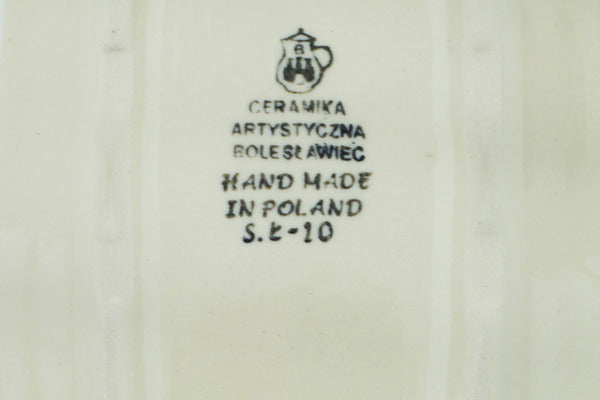 B
CERAMIKA
ARTYSTYCZNA
BOLESŁAWIEC
HAND MADE
IN POLAND
S.Ł-10